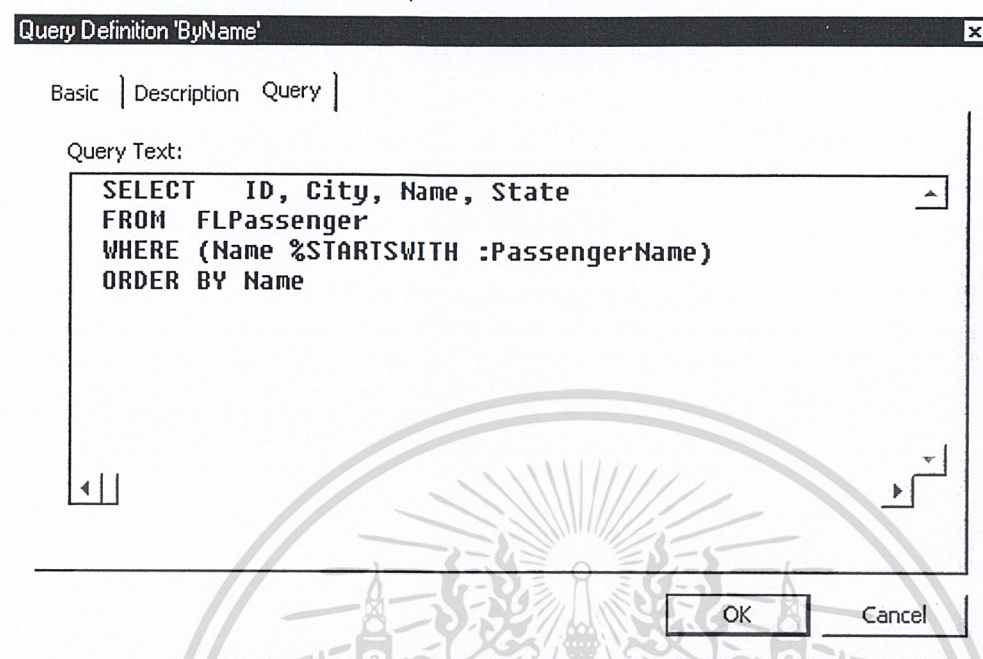 Query Definition 'ByName'
Basic Description Query
Query Text:
SELECT ID, City, Name, State
FROM FLPassenger
WHERE (Name %STARTSWITH :PassengerName)
ORDER BY Name
OK Cancel